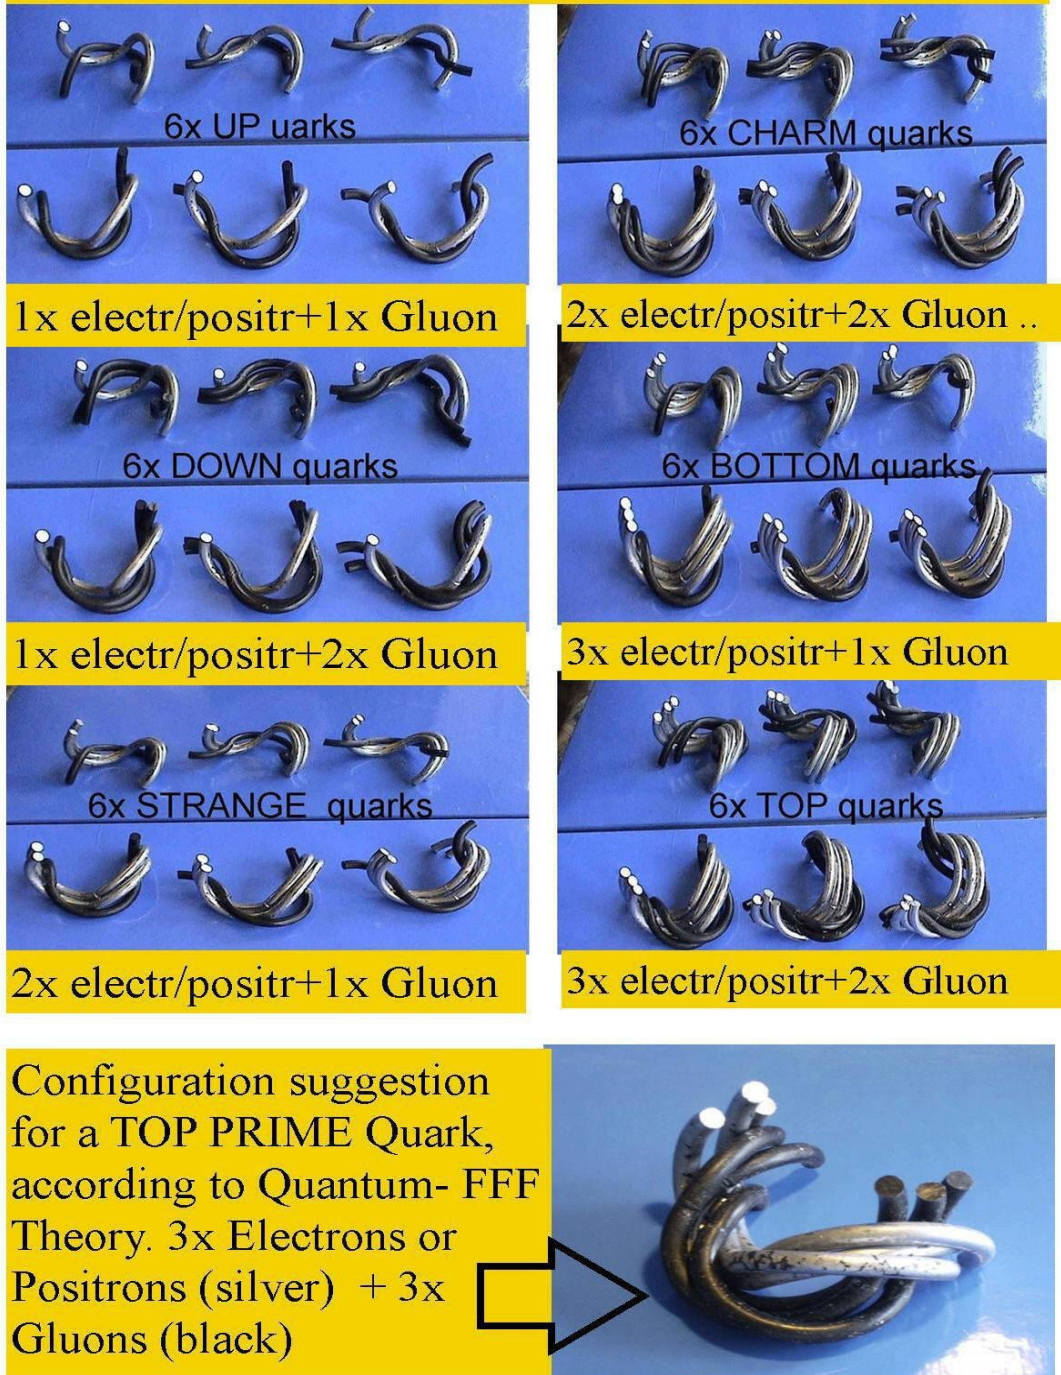 6x UP uarks
1x electr/positr+1x Gluon
6x CHARM quarks
2x electr/positr+2x Gluon ..
6x DOWN quarks
1x electr/positr+2x Gluon
6x BOTTOM quarks
3x electr/positr+1x Gluon
6x STRANGE quarks
2x electr/positr+1x Gluon
6x TOP quarks
3x electr/positr+2x Gluon
Configuration suggestion
for a TOP PRIME Quark,
according to Quantum- FFF
Theory. 3x Electrons or
Positrons (silver) + 3x
Gluons (black)